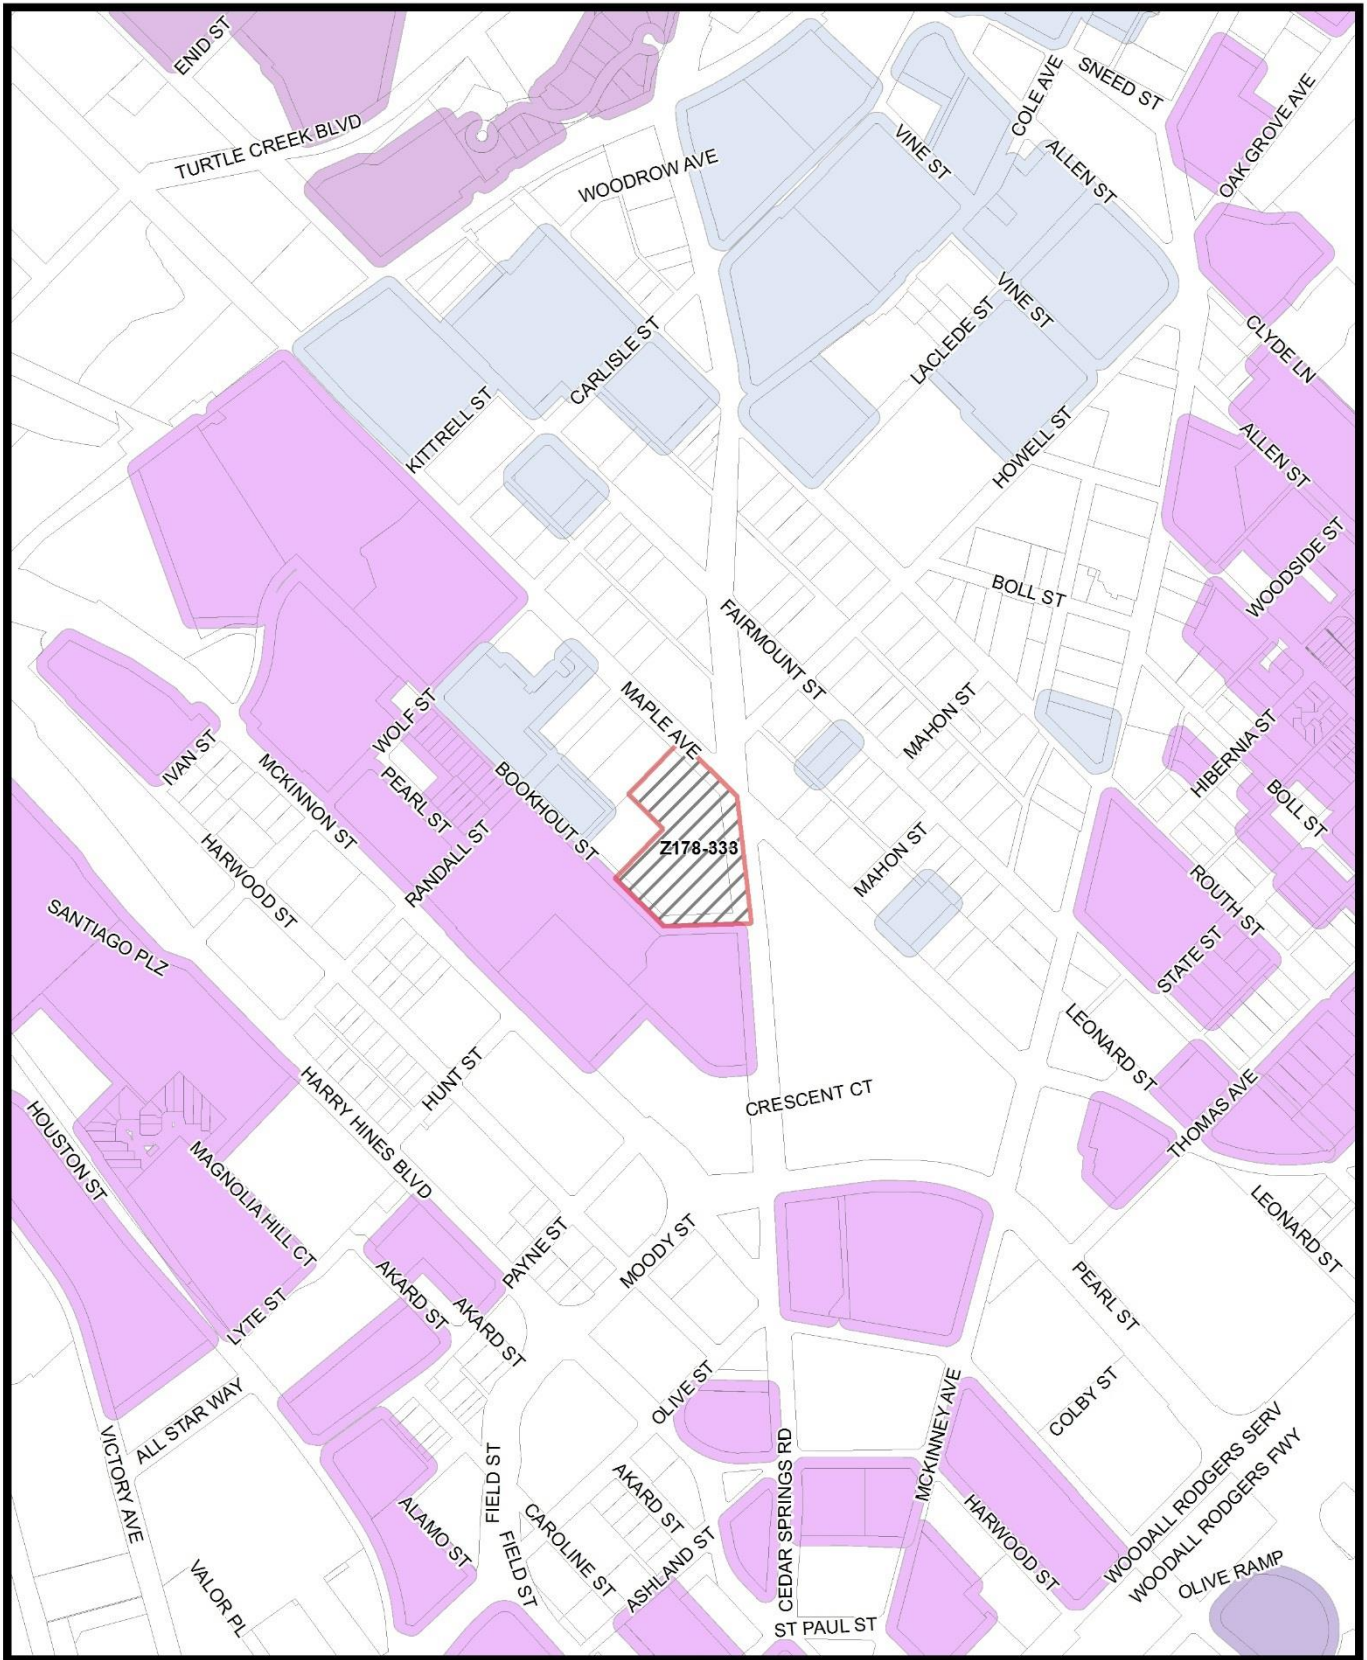 ENID ST
SNEED ST
COLE AVE
TURTLE CREEK BLVD
OAK GROVE AVE
VINE ST
WOODROW AVE
ALLEN ST
VINE ST
LACLEDE ST
CARLISLE ST
CLYDE LN
KITTRELL ST
HOWELL ST
ALLEN ST
WOODSIDE ST
BOLL ST
FAIRMOUNT ST
MAPLE AVE
MAHON ST
WOLF ST
IVAN ST
HIBERNIA ST
MCKINNON ST
PEARL ST
BOOKHOUT ST
BOLL ST
Z178-333
MAHON ST
RANDALL ST
HARWOOD ST
ROUTH ST
SANTIAGO PLZ
STATE ST
LEONARD ST
HUNT ST
CRESCENT CT
THOMAS AVE
HARRY HINES BLVD
HOUSTON ST
MAGNOLIA HILL CT
LEONARD ST
PAYNE ST
MOODY ST
AKARD ST
PEARL ST
LYTE ST
AKARD ST
OLIVE ST
COLBY ST
ALL STAR WAY
MCKINNEY AVE
VICTORY AVE
FIELD ST
CEDAR SPRINGS RD
WOODALL RODGERS SERV
WOODALL RODGERS FWY
AKARD ST
ALAMO ST
FIELD ST
CAROLINE ST
ASHLAND ST
HARWOOD ST
VALOR PL
OLIVE RAMP
ST PAUL ST